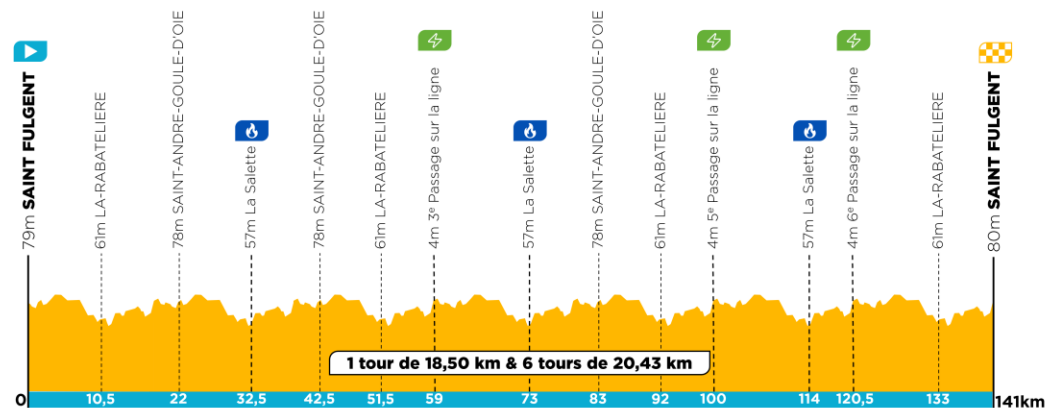 79m SAINT FULGENT
61m LA-RABATELIERE
78m SAINT-ANDRE-GOULE-D'OIE
57m La Salette
78m SAINT-ANDRE-GOULE-D'OIE
61m LA-RABATELIERE
4m 3e Passage sur la ligne
57m La Salette
78m SAINT-ANDRE-GOULE-D'OIE
61m LA-RABATELIERE
4m 5e Passage sur la ligne
57m La Salette
4m 6e Passage sur la ligne
61m LA-RABATELIERE
80m SAINT FULGENT
1 tour de 18,50 km & 6 tours de 20,43 km
0 10,5 22 32,5 42,5 51,5 59 73 83 92 100 114 120,5 133 141km